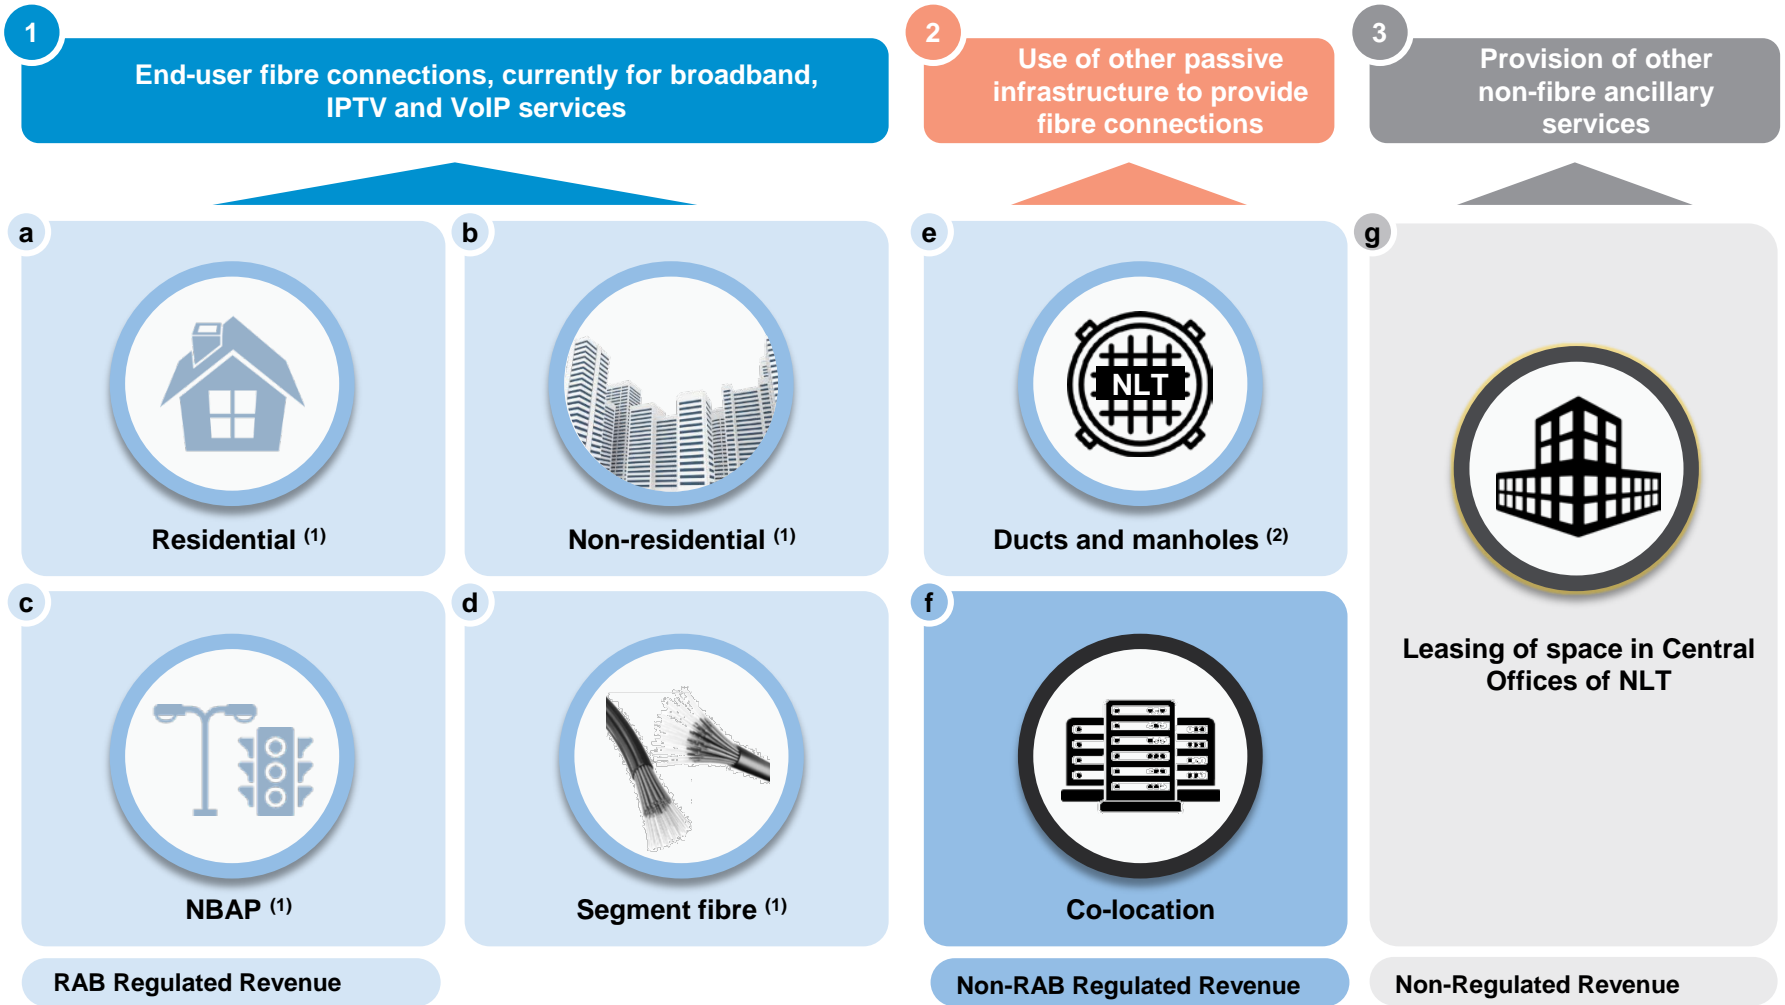 1
End-user fibre connections, currently for broadband,
IPTV and VoIP services
2
Use of other passive
infrastructure to provide
fibre connections
3
Provision of other
non-fibre ancillary
services
a
Residential (1)
b
Non-residential (1)
c
NBAP (1)
d
Segment fibre (1)
e
NLT
Ducts and manholes (2)
f
Co-location
g
Leasing of space in Central
Offices of NLT
RAB Regulated Revenue
Non-RAB Regulated Revenue
Non-Regulated Revenue